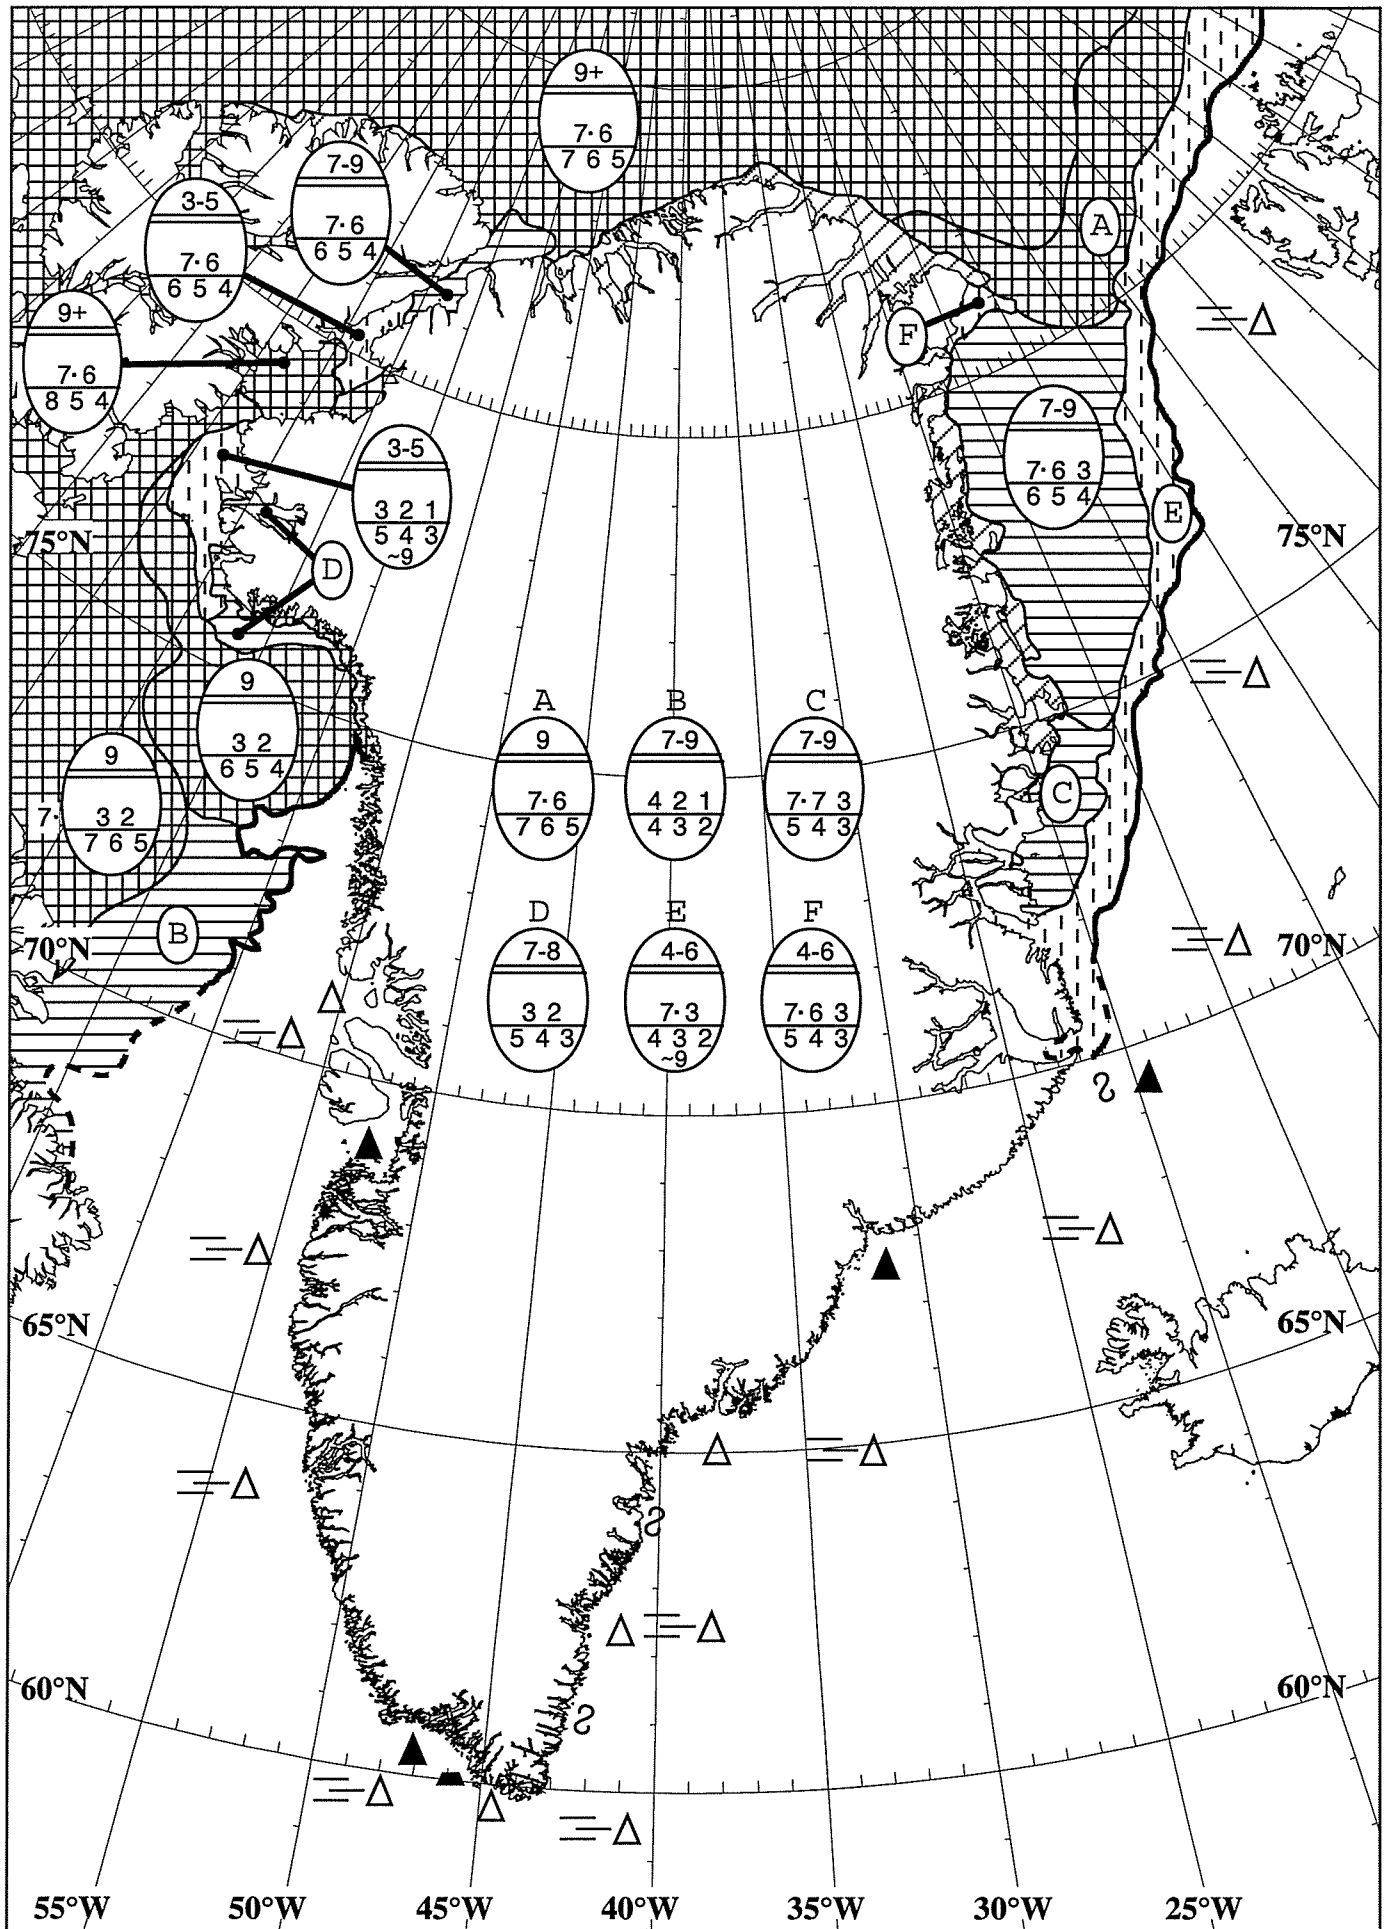 9+
7· 6
7 6 5
7-9
7· 6
6 5 4
3-5
7· 6
6 5 4
A
9+
7· 6
8 5 4
F
7-9
7· 6 3
6 5 4
3-5
3 2 1
5 4 3
~9
E
75°N
75°N
D
9
3 2
6 5 4
A B C
9 7-9 7-9
7· 6 4 2 1 7· 7 3
7 6 5 4 3 2 5 4 3
9
7· 3 2
7 6 5
C
B
70°N
70°N
D E F
7-8 4-6 4-6
3 2 7· 3 7· 6 3
5 4 3 4 3 2 5 4 3
~9
65°N
65°N
60°N
60°N
55°W 50°W 45°W 40°W 35°W 30°W 25°W